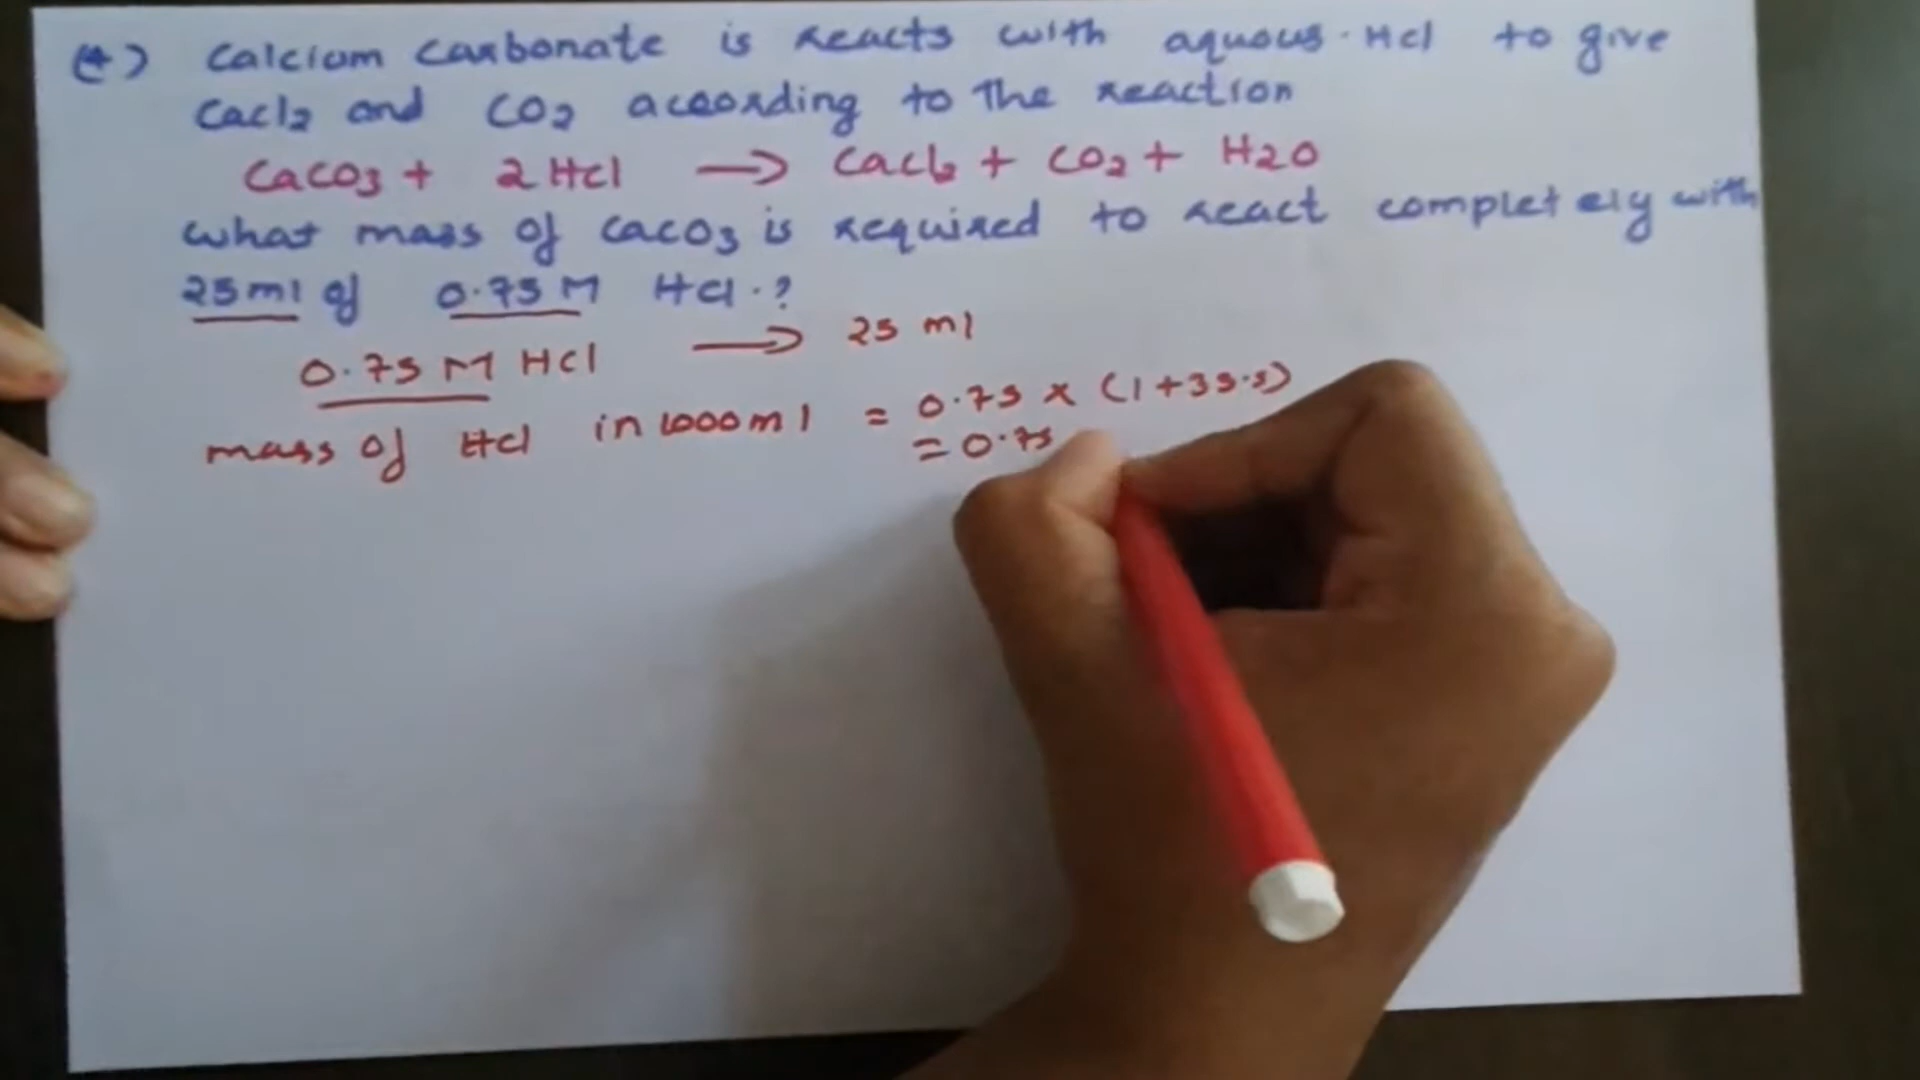 (*) Calcium Carbonate is reacts with aquous. HCl to give
CaCl2 and CO2 according to The reaction
CaCO3 + 2HCl → CaCl2 + CO2 + H2O
what mass of CaCO3 is required to react completely with
25ml of 0.75 M HCl.?
0.75 M HCl → 25 ml
mass of HCl in 1000ml = 0.75 x (1+35.5)
= 0.75